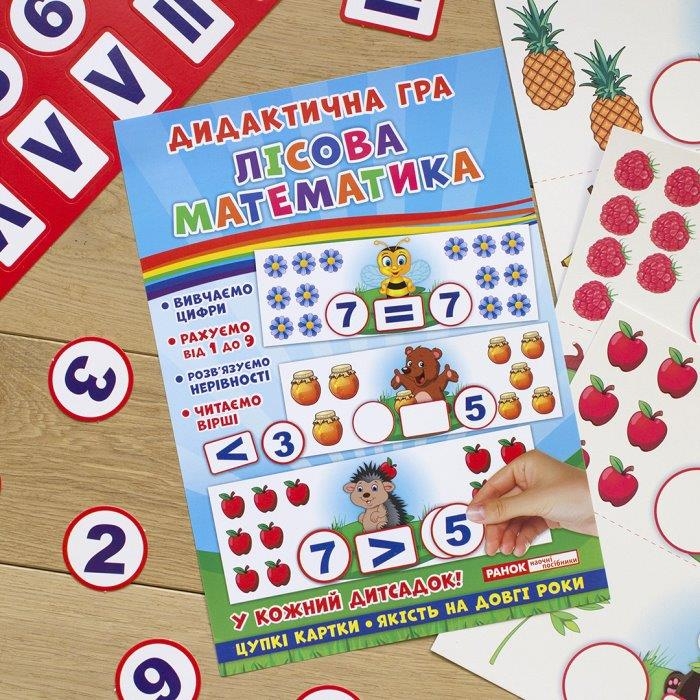 ДИДАКТИЧНА ГРА
ЛІСОВА
МАТЕМАТИКА
• ВИВЧАЄМО
ЦИФРИ
• РАХУЄМО
ВІД 1 ДО 9
• РОЗВ'ЯЗУЄМО
НЕРІВНОСТІ
• ЧИТАЄМО
ВІРШІ
7 = 7
< 3
5
7 > 5
У КОЖНИЙ ДИТСАДОК!
РАНОК НАОЧНІ ПОСІБНИКИ
ЦУПКІ КАРТКИ • ЯКІСТЬ НА ДОВГІ РОКИ
6
=
>
=
>
3
2
9